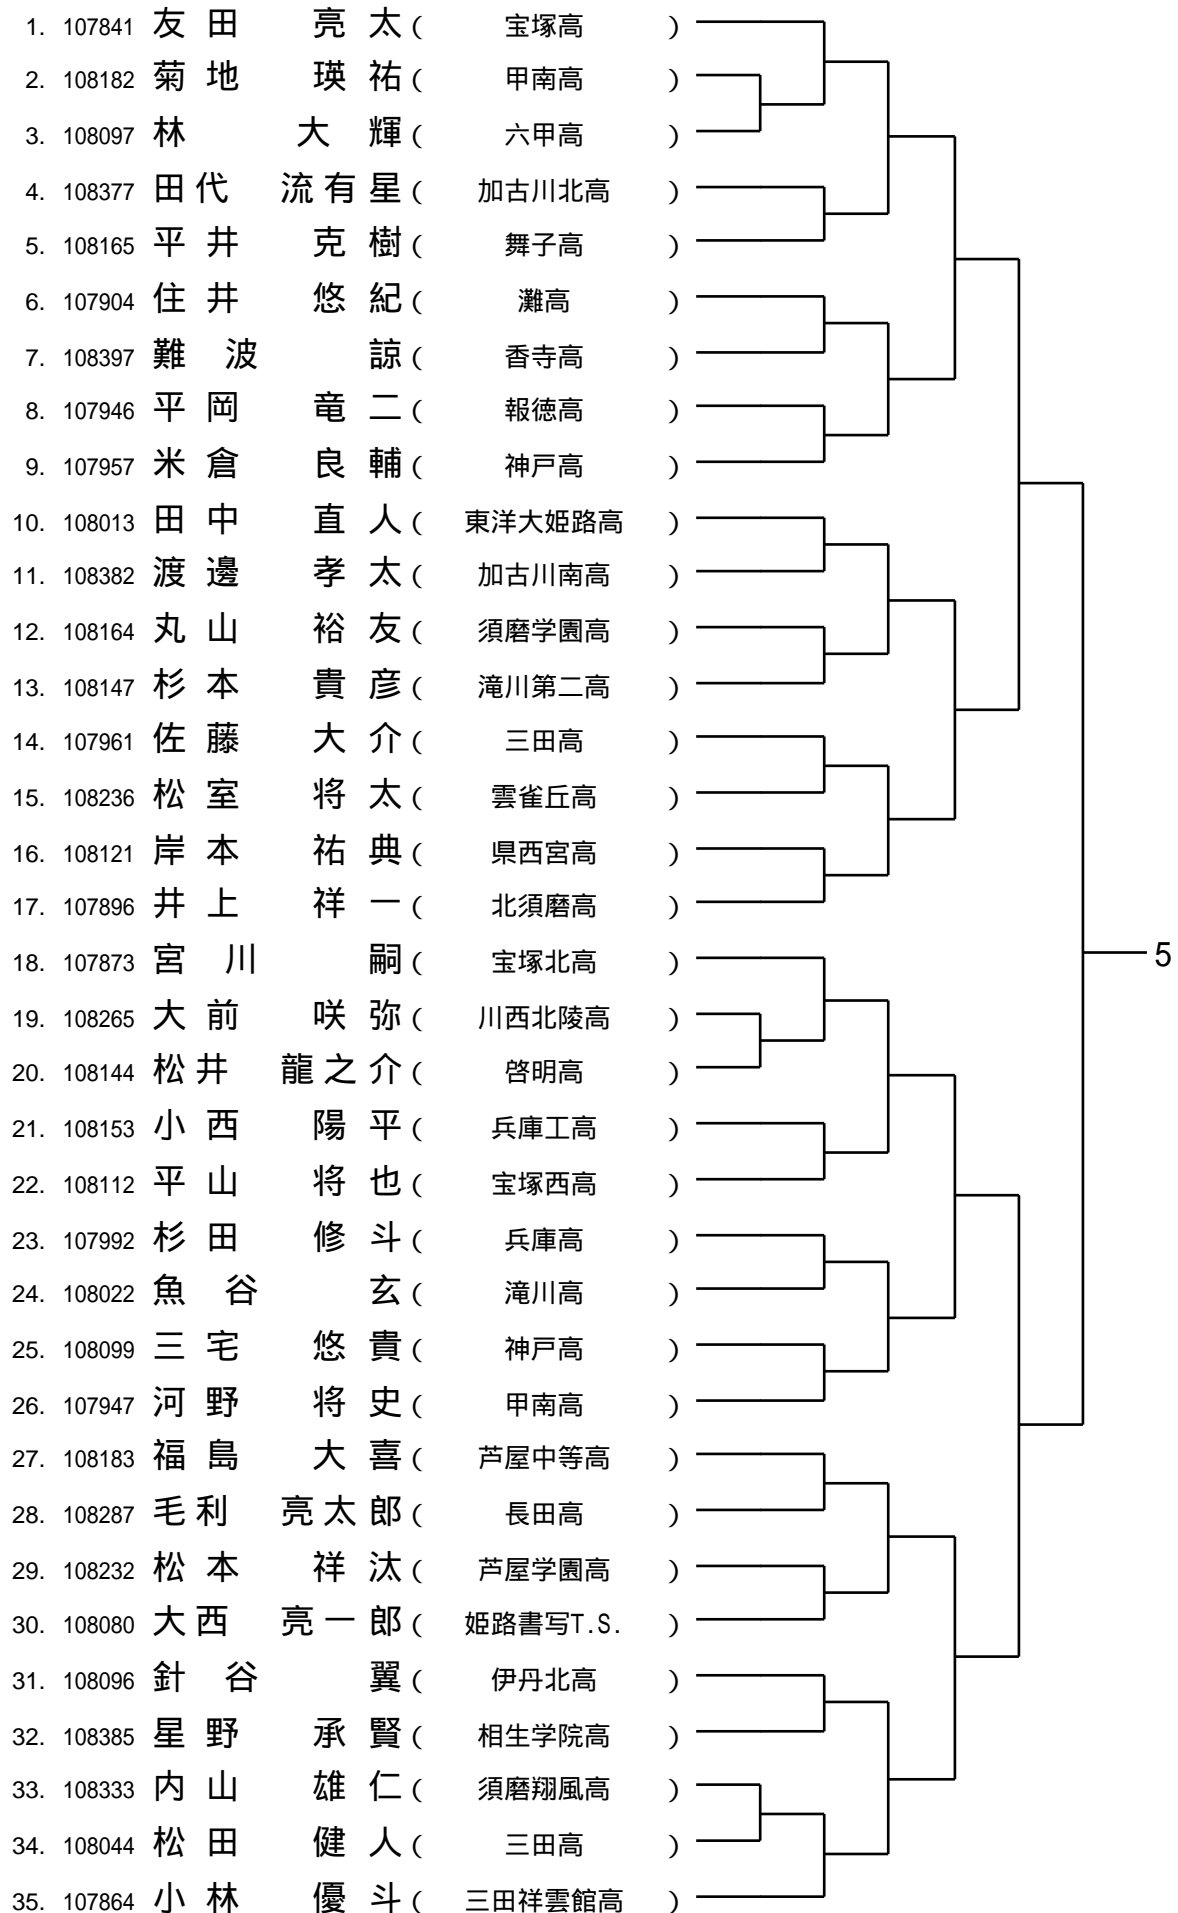 1. 107841 友田 亮太 ( 宝塚高 )
2. 108182 菊地 瑛祐 ( 甲南高 )
3. 108097 林 大輝 ( 六甲高 )
4. 108377 田代 流有星 ( 加古川北高 )
5. 108165 平井 克樹 ( 舞子高 )
6. 107904 住井 悠紀 ( 灘高 )
7. 108397 難波 諒 ( 香寺高 )
8. 107946 平岡 竜二 ( 報徳高 )
9. 107957 米倉 良輔 ( 神戸高 )
10. 108013 田中 直人 ( 東洋大姫路高 )
11. 108382 渡邊 孝太 ( 加古川南高 )
12. 108164 丸山 裕友 ( 須磨学園高 )
13. 108147 杉本 貴彦 ( 滝川第二高 )
14. 107961 佐藤 大介 ( 三田高 )
15. 108236 松室 将太 ( 雲雀丘高 )
16. 108121 岸本 祐典 ( 県西宮高 )
17. 107896 井上 祥一 ( 北須磨高 )
18. 107873 宮川 嗣 ( 宝塚北高 )
5
19. 108265 大前 咲弥 ( 川西北陵高 )
20. 108144 松井 龍之介 ( 啓明高 )
21. 108153 小西 陽平 ( 兵庫工高 )
22. 108112 平山 将也 ( 宝塚西高 )
23. 107992 杉田 修斗 ( 兵庫高 )
24. 108022 魚谷 玄 ( 滝川高 )
25. 108099 三宅 悠貴 ( 神戸高 )
26. 107947 河野 将史 ( 甲南高 )
27. 108183 福島 大喜 ( 芦屋中等高 )
28. 108287 毛利 亮太郎 ( 長田高 )
29. 108232 松本 祥汰 ( 芦屋学園高 )
30. 108080 大西 亮一郎 ( 姫路書写T.S. )
31. 108096 針谷 翼 ( 伊丹北高 )
32. 108385 星野 承賢 ( 相生学院高 )
33. 108333 内山 雄仁 ( 須磨翔風高 )
34. 108044 松田 健人 ( 三田高 )
35. 107864 小林 優斗 ( 三田祥雲館高 )